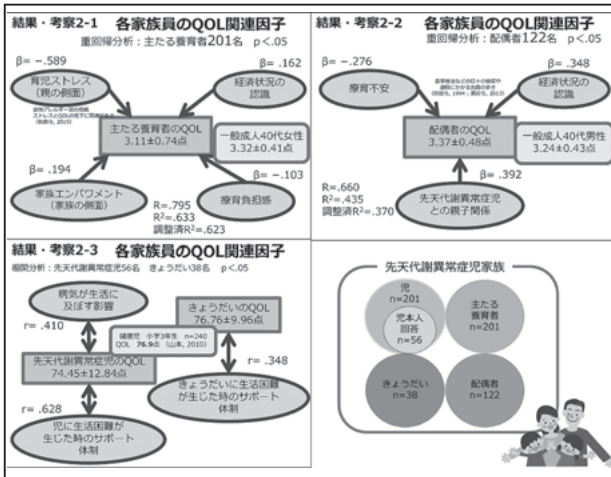 結果・考察2-1 各家族員のQOL関連因子
重回帰分析：主たる養育者201名 p<.05
β= -.589
育児ストレス
（親の側面）
β= .162
経済状況の
認識
主たる養育者のQOL
3.11±0.74点
一般成人40代女性
3.32±0.41点
β= .194
家族エンパワメント
（家族の側面）
β= -.103
療育負担感
R=.795
R²=.633
調整済R²=.623
結果・考察2-2 各家族員のQOL関連因子
重回帰分析：配偶者122名 p<.05
β= -.276
療育不安
β= .348
経済状況の
認識
配偶者のQOL
3.37±0.48点
一般成人40代男性
3.24±0.43点
β= .392
先天代謝異常症児
との親子関係
R=.660
R²=.435
調整済R²=.370
結果・考察2-3 各家族員のQOL関連因子
相関分析：先天代謝異常症児56名 きょうだい38名 p<.05
病気が生活に
及ぼす影響
r= .410
きょうだいのQOL
76.76±9.96点
健康児 小学3年生 n=240
QOL 76.9点 （山本, 2010）
先天代謝異常症児のQOL
74.45±12.84点
r= .348
きょうだいに生活困難
が生じた時のサポート
体制
r= .628
児に生活困難が
生じた時のサポート
体制
先天代謝異常症児家族
児
n=201
児本人
回答
n=56
主たる
養育者
n=201
きょうだい
n=38
配偶者
n=122